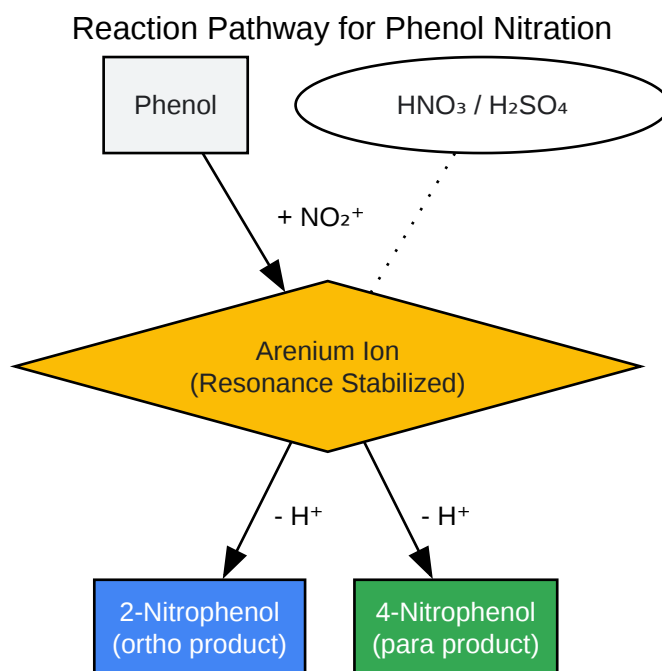 Reaction Pathway for Phenol Nitration
Phenol
HNO₃ / H₂SO₄
+ NO₂⁺
Arenium Ion
(Resonance Stabilized)
- H⁺
- H⁺
2-Nitrophenol
(ortho product)
4-Nitrophenol
(para product)